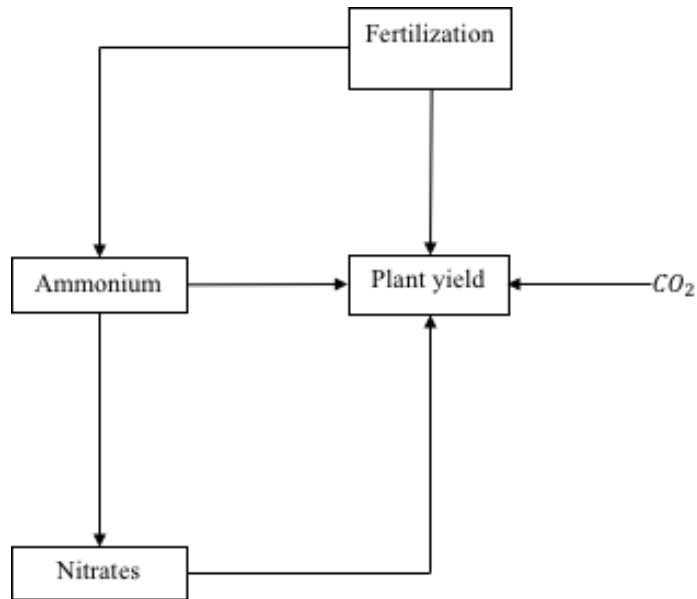 Fertilization
Ammonium
Plant yield
CO₂
Nitrates